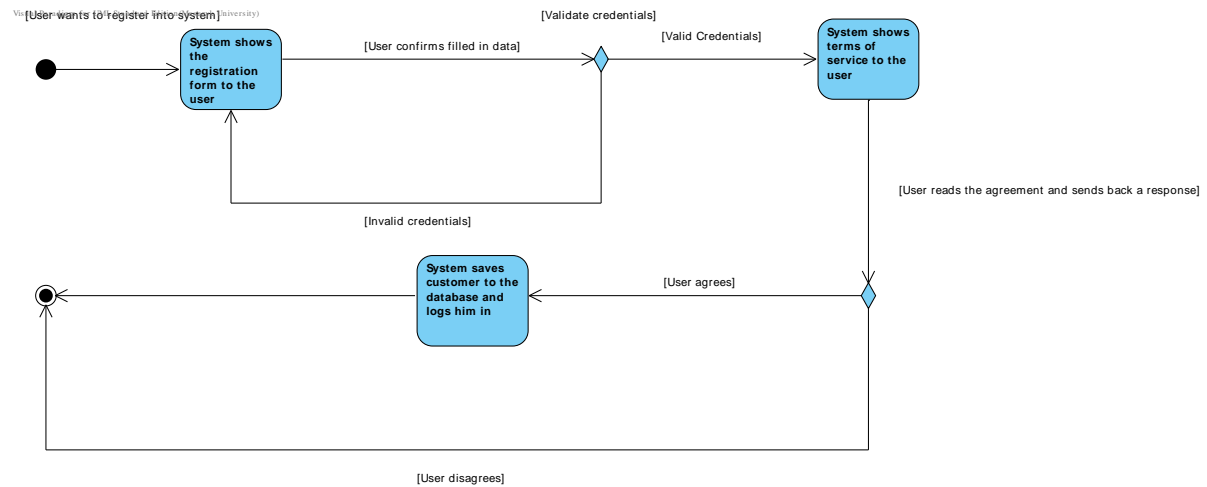 [User wants to register into system]
[Validate credentials]
System shows
the
registration
form to the
user
[User confirms filled in data]
[Valid Credentials]
System shows
terms of
service to the
user
[User reads the agreement and sends back a response]
[Invalid credentials]
System saves
customer to the
database and
logs him in
[User agrees]
[User disagrees]